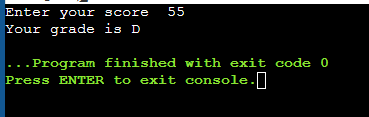 Enter your score  55
Your grade is D
...Program finished with exit code 0
Press ENTER to exit console.